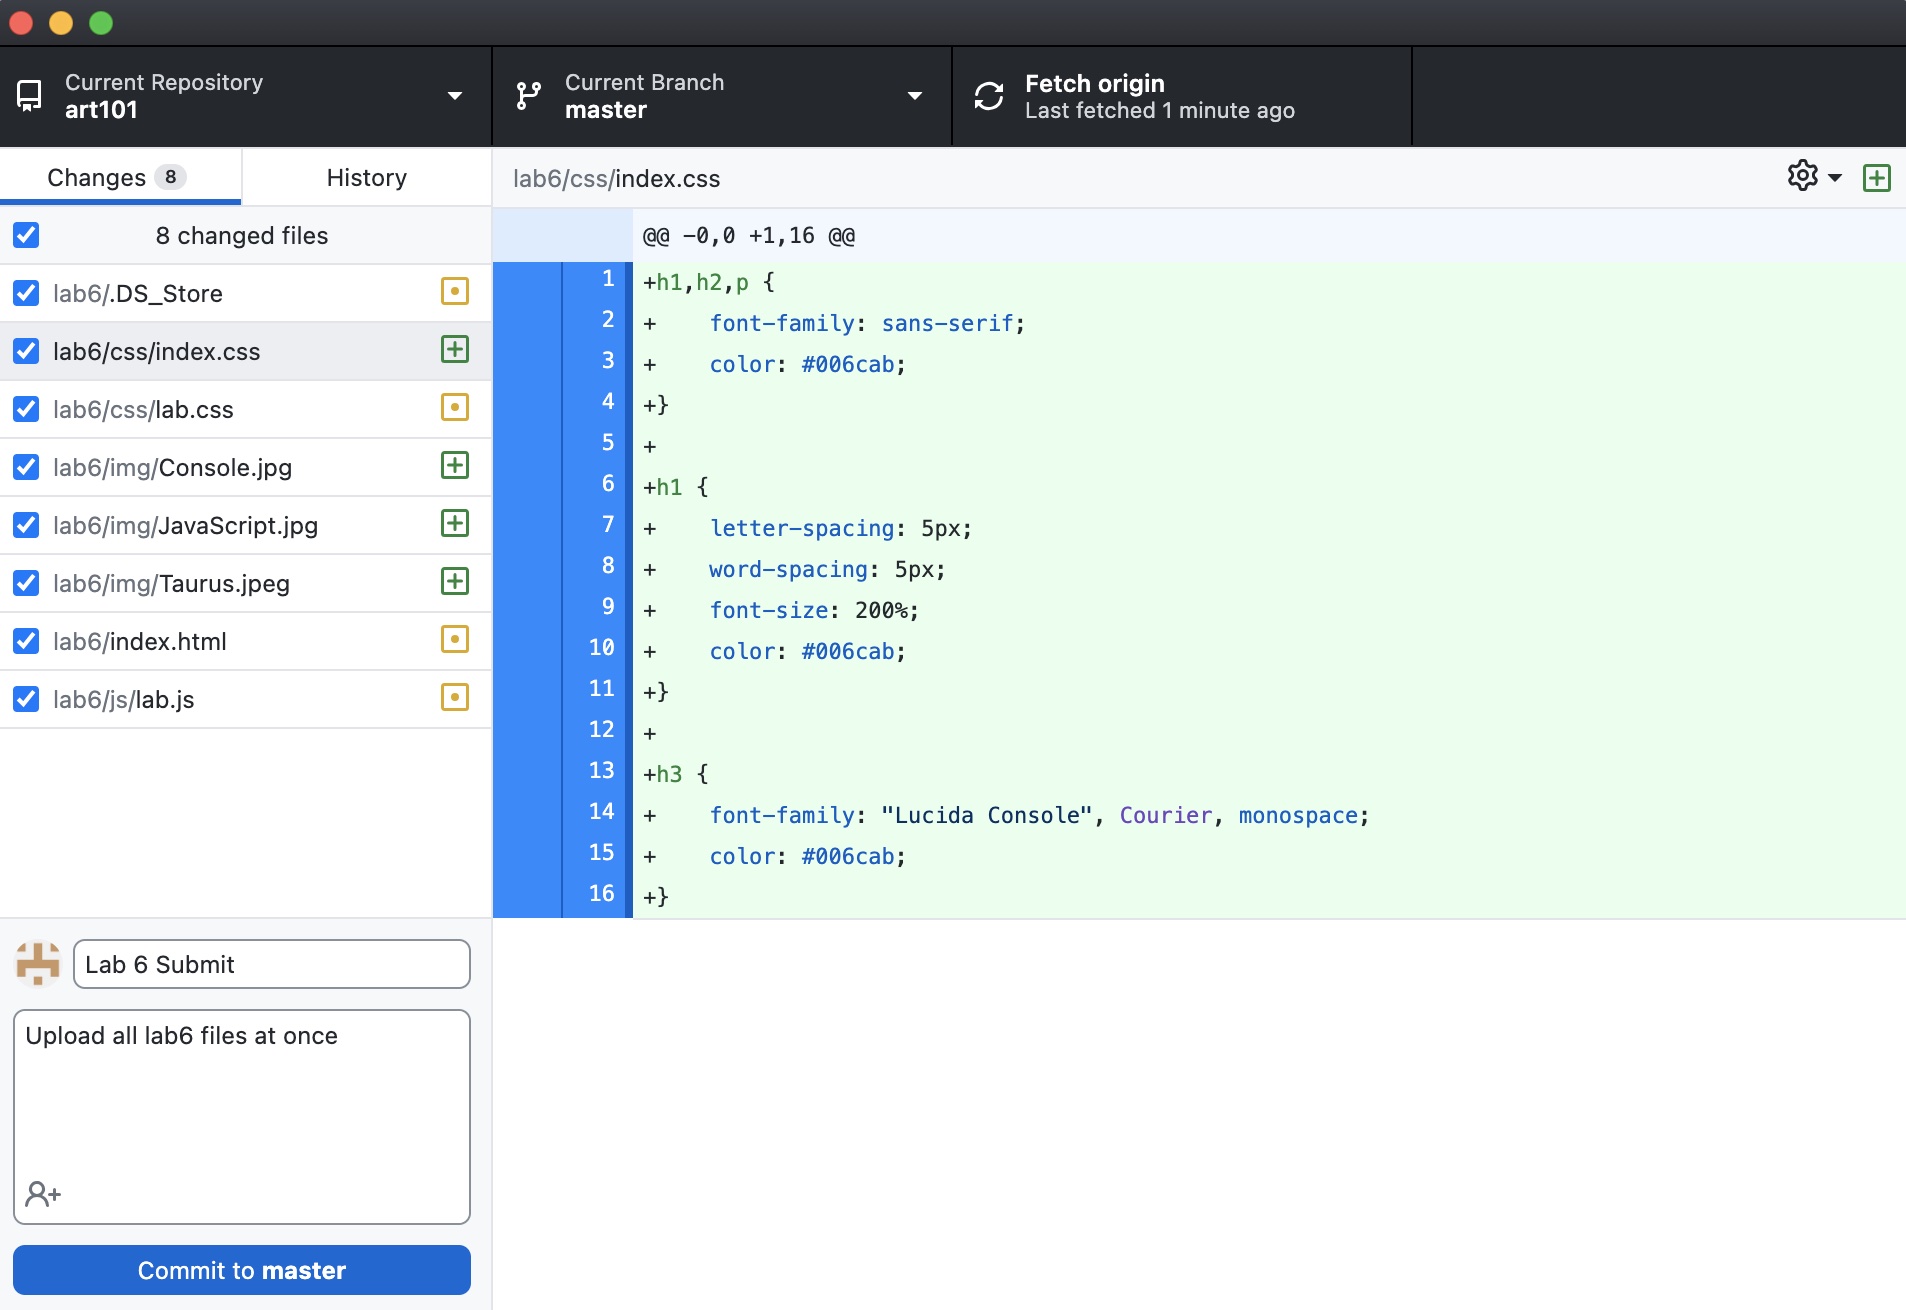 Current Repository
art101
Current Branch
master
Fetch origin
Last fetched 1 minute ago
Changes 8
History
8 changed files
lab6/.DS_Store
lab6/css/index.css
lab6/css/lab.css
lab6/img/Console.jpg
lab6/img/JavaScript.jpg
lab6/img/Taurus.jpeg
lab6/index.html
lab6/js/lab.js
Lab 6 Submit
Upload all lab6 files at once
Commit to master
lab6/css/index.css
@@ -0,0 +1,16 @@
1 +h1,h2,p {
2 +    font-family: sans-serif;
3 +    color: #006cab;
4 +}
5 +
6 +h1 {
7 +    letter-spacing: 5px;
8 +    word-spacing: 5px;
9 +    font-size: 200%;
10 +    color: #006cab;
11 +}
12 +
13 +h3 {
14 +    font-family: "Lucida Console", Courier, monospace;
15 +    color: #006cab;
16 +}